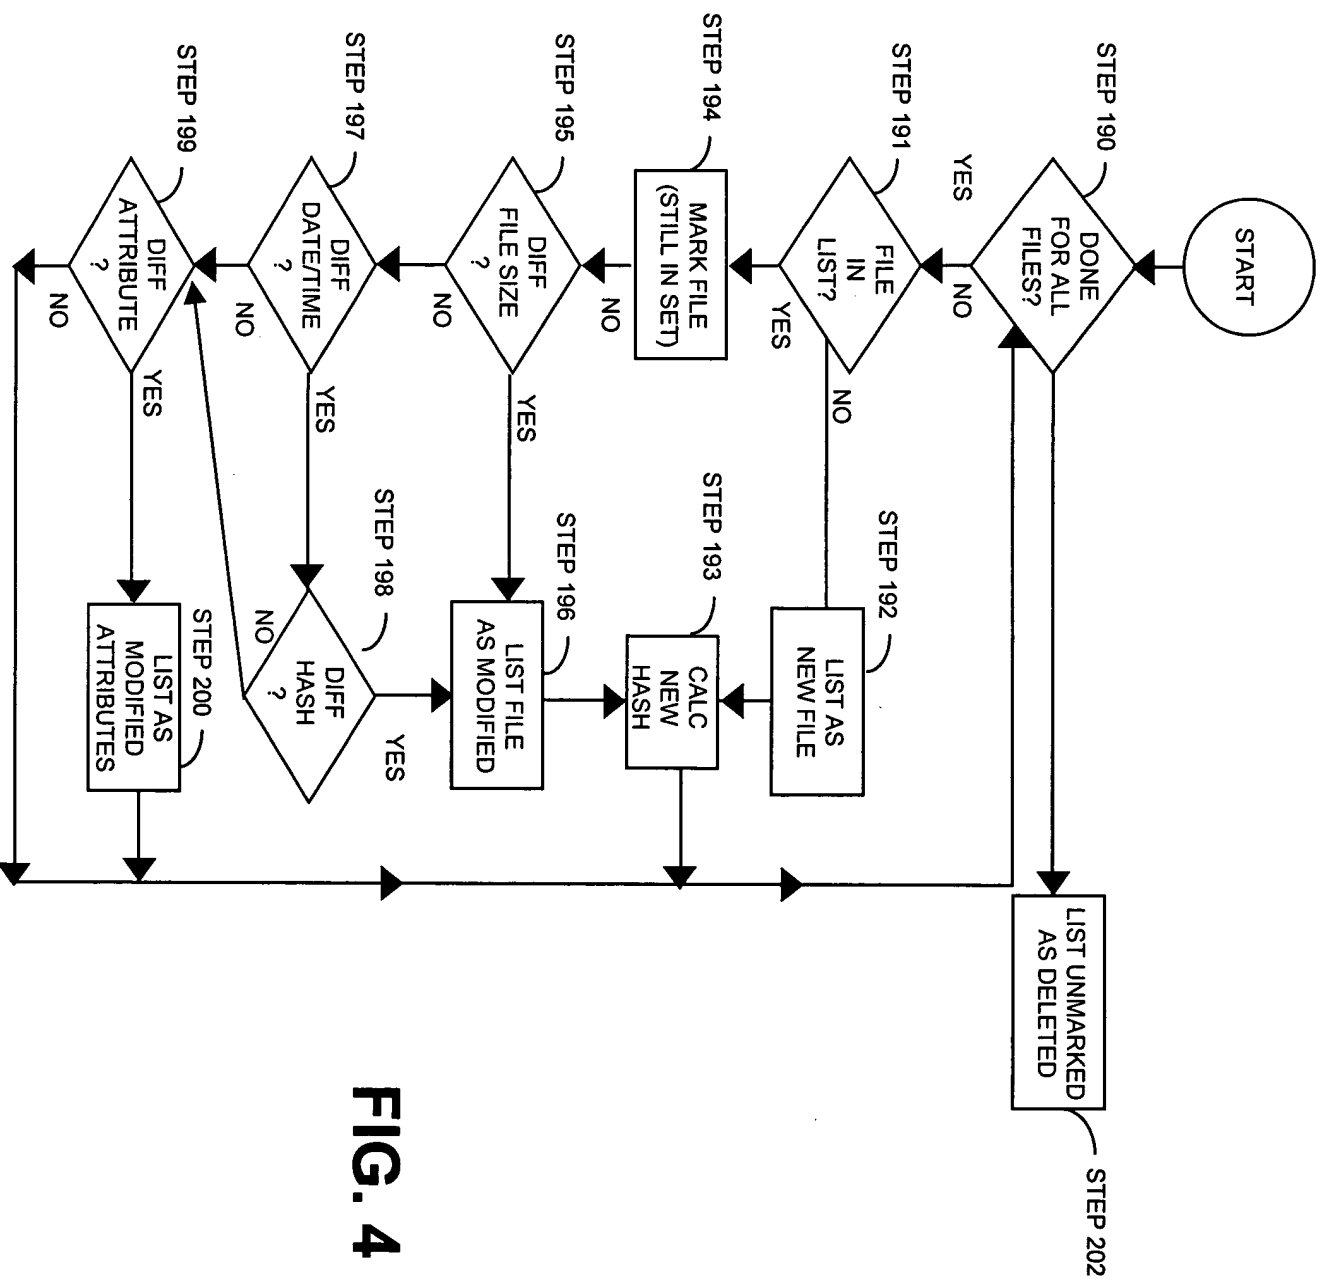 START
STEP 190
DONE
FOR ALL
FILES?
YES
NO
LIST UNMARKED
AS DELETED
STEP 202
STEP 191
FILE
IN
LIST?
NO
YES
STEP 192
LIST AS
NEW FILE
STEP 194
MARK FILE
(STILL IN SET)
NO
STEP 193
CALC
NEW
HASH
STEP 195
DIFF
FILE SIZE
?
YES
NO
STEP 196
LIST FILE
AS MODIFIED
STEP 197
DIFF
DATE/TIME
?
YES
NO
STEP 198
DIFF
HASH
?
YES
NO
STEP 199
DIFF
ATTRIBUTE
?
YES
NO
STEP 200
LIST AS
MODIFIED
ATTRIBUTES
FIG. 4